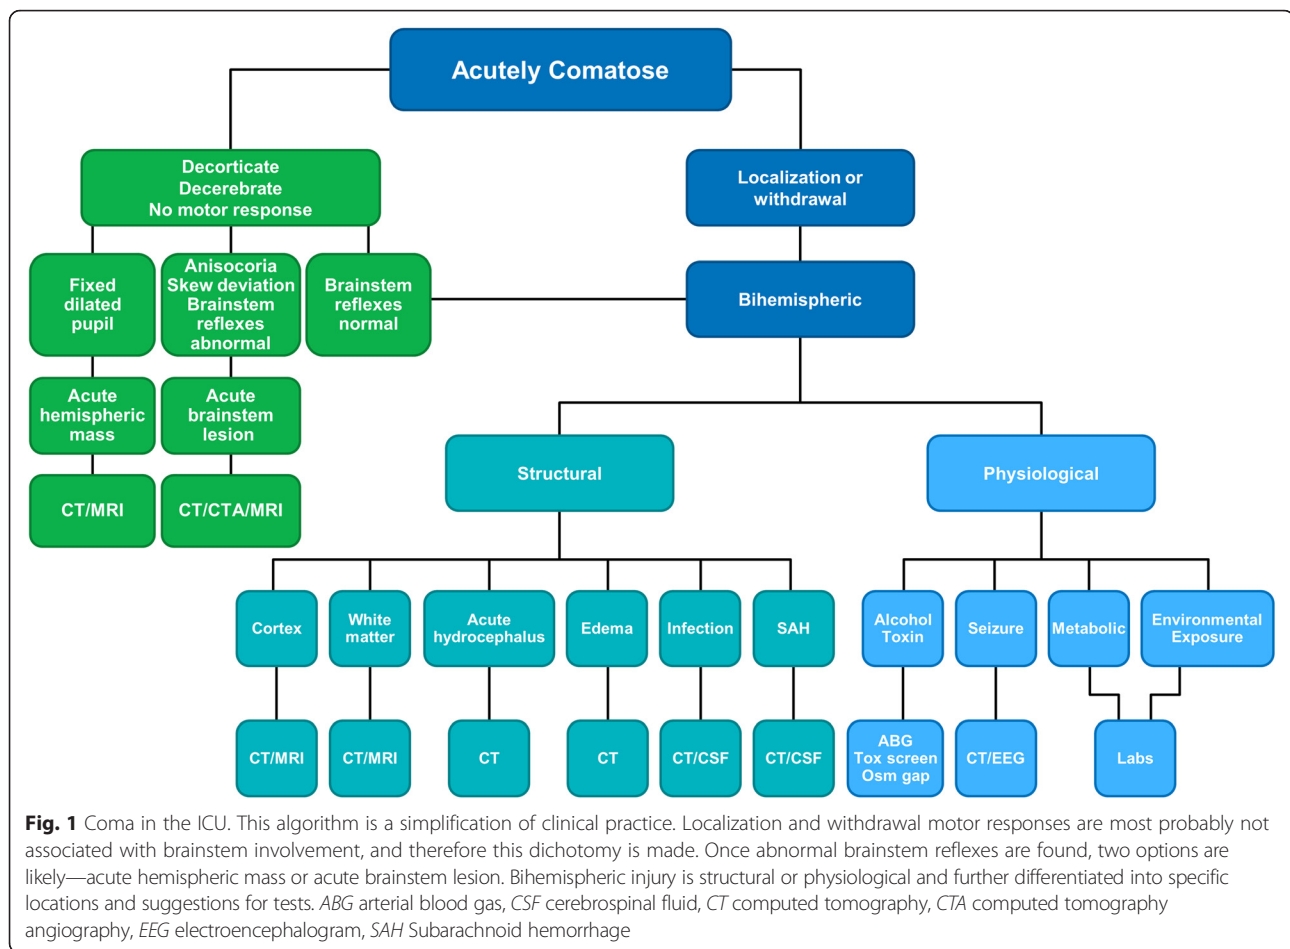 Acutely Comatose
Decorticate
Decerebrate
No motor response
Localization or
withdrawal
Fixed
dilated
pupil
Anisocoria
Skew deviation
Brainstem
reflexes
abnormal
Brainstem
reflexes
normal
Bihemispheric
Acute
hemispheric
mass
Acute
brainstem
lesion
CT/MRI
CT/CTA/MRI
Structural
Physiological
Cortex
White
matter
Acute
hydrocephalus
Edema
Infection
SAH
Alcohol
Toxin
Seizure
Metabolic
Environmental
Exposure
CT/MRI
CT/MRI
CT
CT
CT/CSF
CT/CSF
ABG
Tox screen
Osm gap
CT/EEG
Labs
Fig. 1 Coma in the ICU. This algorithm is a simplification of clinical practice. Localization and withdrawal motor responses are most probably not
associated with brainstem involvement, and therefore this dichotomy is made. Once abnormal brainstem reflexes are found, two options are
likely—acute hemispheric mass or acute brainstem lesion. Bihemispheric injury is structural or physiological and further differentiated into specific
locations and suggestions for tests. ABG arterial blood gas, CSF cerebrospinal fluid, CT computed tomography, CTA computed tomography
angiography, EEG electroencephalogram, SAH Subarachnoid hemorrhage